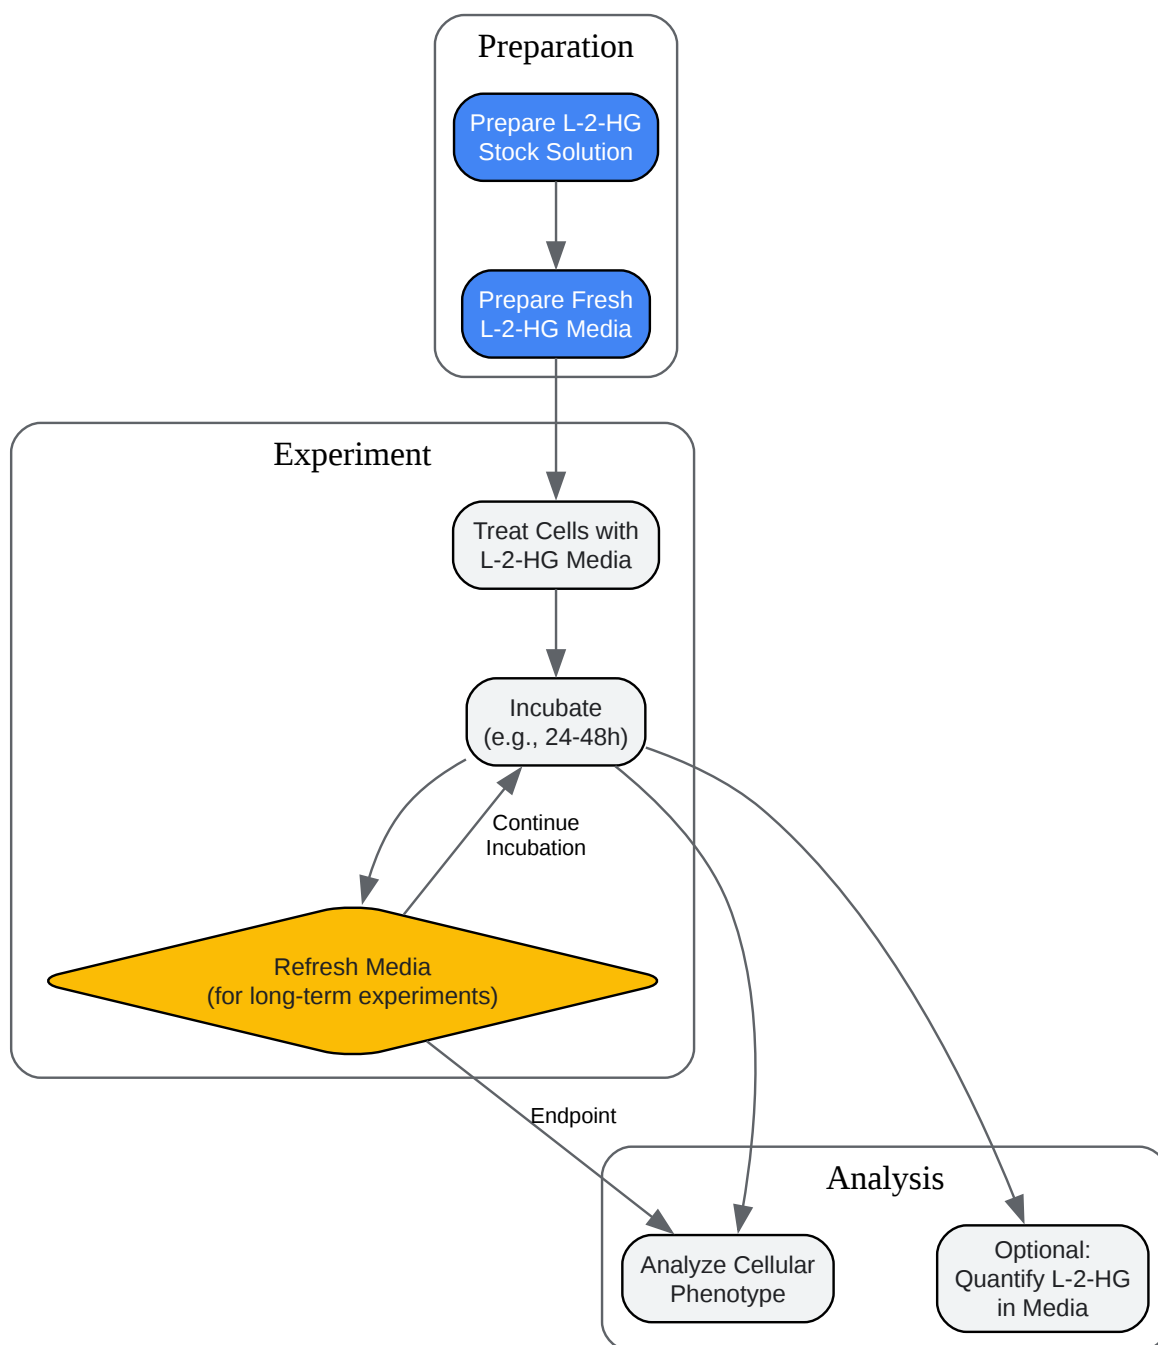 Preparation
Prepare L-2-HG
Stock Solution
Prepare Fresh
L-2-HG Media
Experiment
Treat Cells with
L-2-HG Media
Incubate
(e.g., 24-48h)
Continue
Incubation
Refresh Media
(for long-term experiments)
Endpoint
Analysis
Analyze Cellular
Phenotype
Optional:
Quantify L-2-HG
in Media